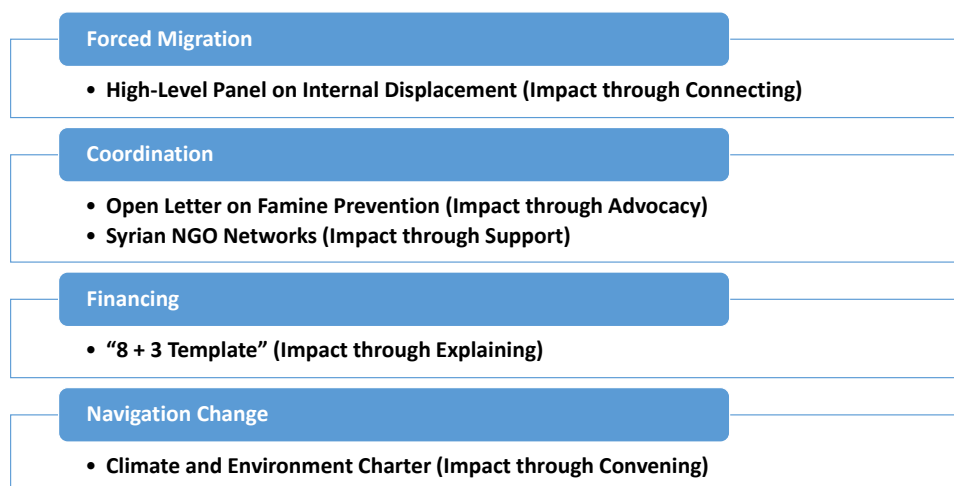 Forced Migration
• High-Level Panel on Internal Displacement (Impact through Connecting)
Coordination
• Open Letter on Famine Prevention (Impact through Advocacy)
• Syrian NGO Networks (Impact through Support)
Financing
• “8 + 3 Template” (Impact through Explaining)
Navigation Change
• Climate and Environment Charter (Impact through Convening)